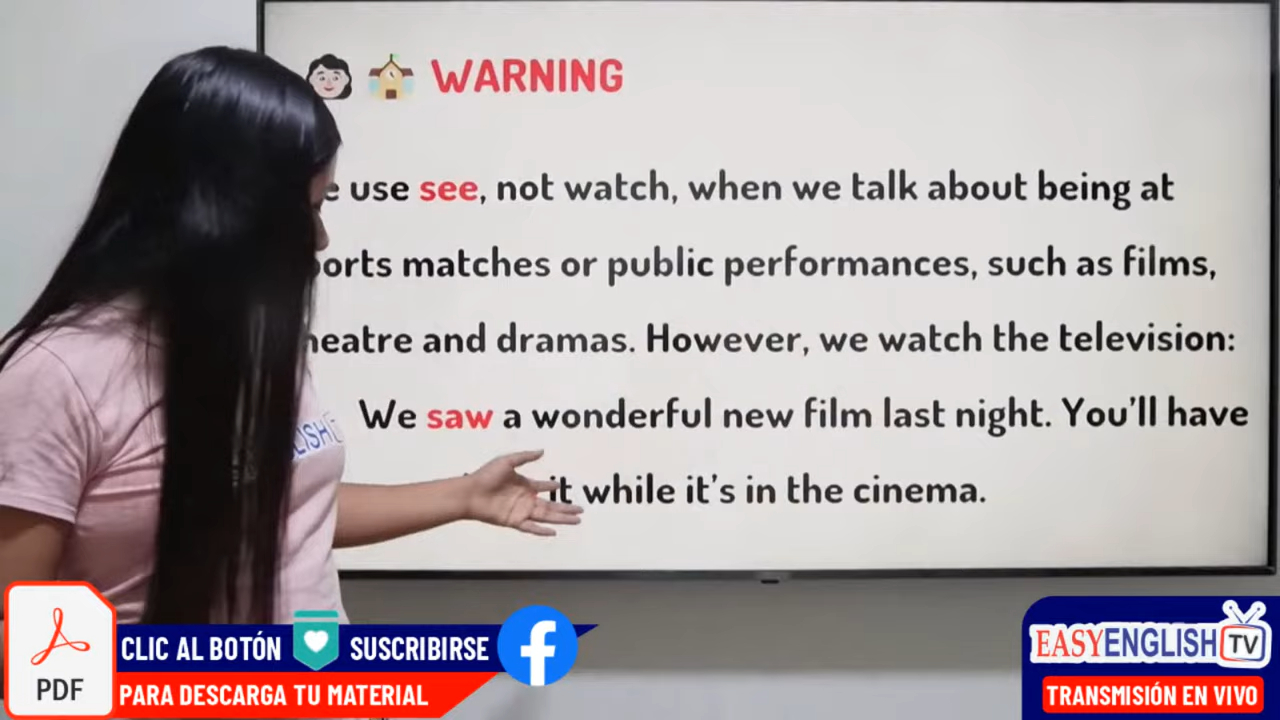 WARNING
use see, not watch, when we talk about being at
matches or public performances, such as films,
and dramas. However, we watch the television:
We saw a wonderful new film last night. You'll have
it while it's in the cinema.
PDF
CLIC AL BOTÓN SUSCRIBIRSE
PARA DESCARGA TU MATERIAL
EASYENGLISH TV
TRANSMISIÓN EN VIVO